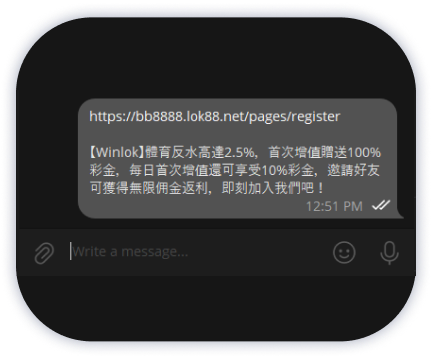 https://bb8888.lok88.net/pages/register
【Winlok】體育反水高達2.5%，首次增值贈送100%
彩金，每日首次增值還可享受10%彩金，邀請好友
可獲得無限佣金返利，即刻加入我們吧！
12:51 PM
Write a message...